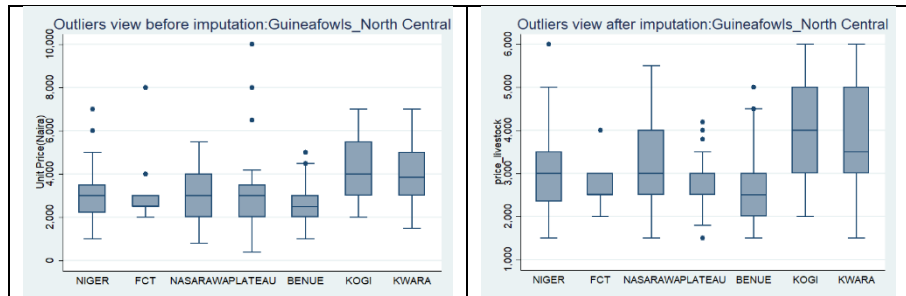 Outliers view before imputation:Guineafowls_North Central
Unit Price(Naira)
10,000
8,000
6,000
4,000
2,000
0
NIGER FCT NASARAWAPLATEAU BENUE KOGI KWARA
Outliers view after imputation:Guineafowls_North Central
price_livestock
6,000
5,000
4,000
3,000
2,000
1,000
NIGER FCT NASARAWAPLATEAU BENUE KOGI KWARA